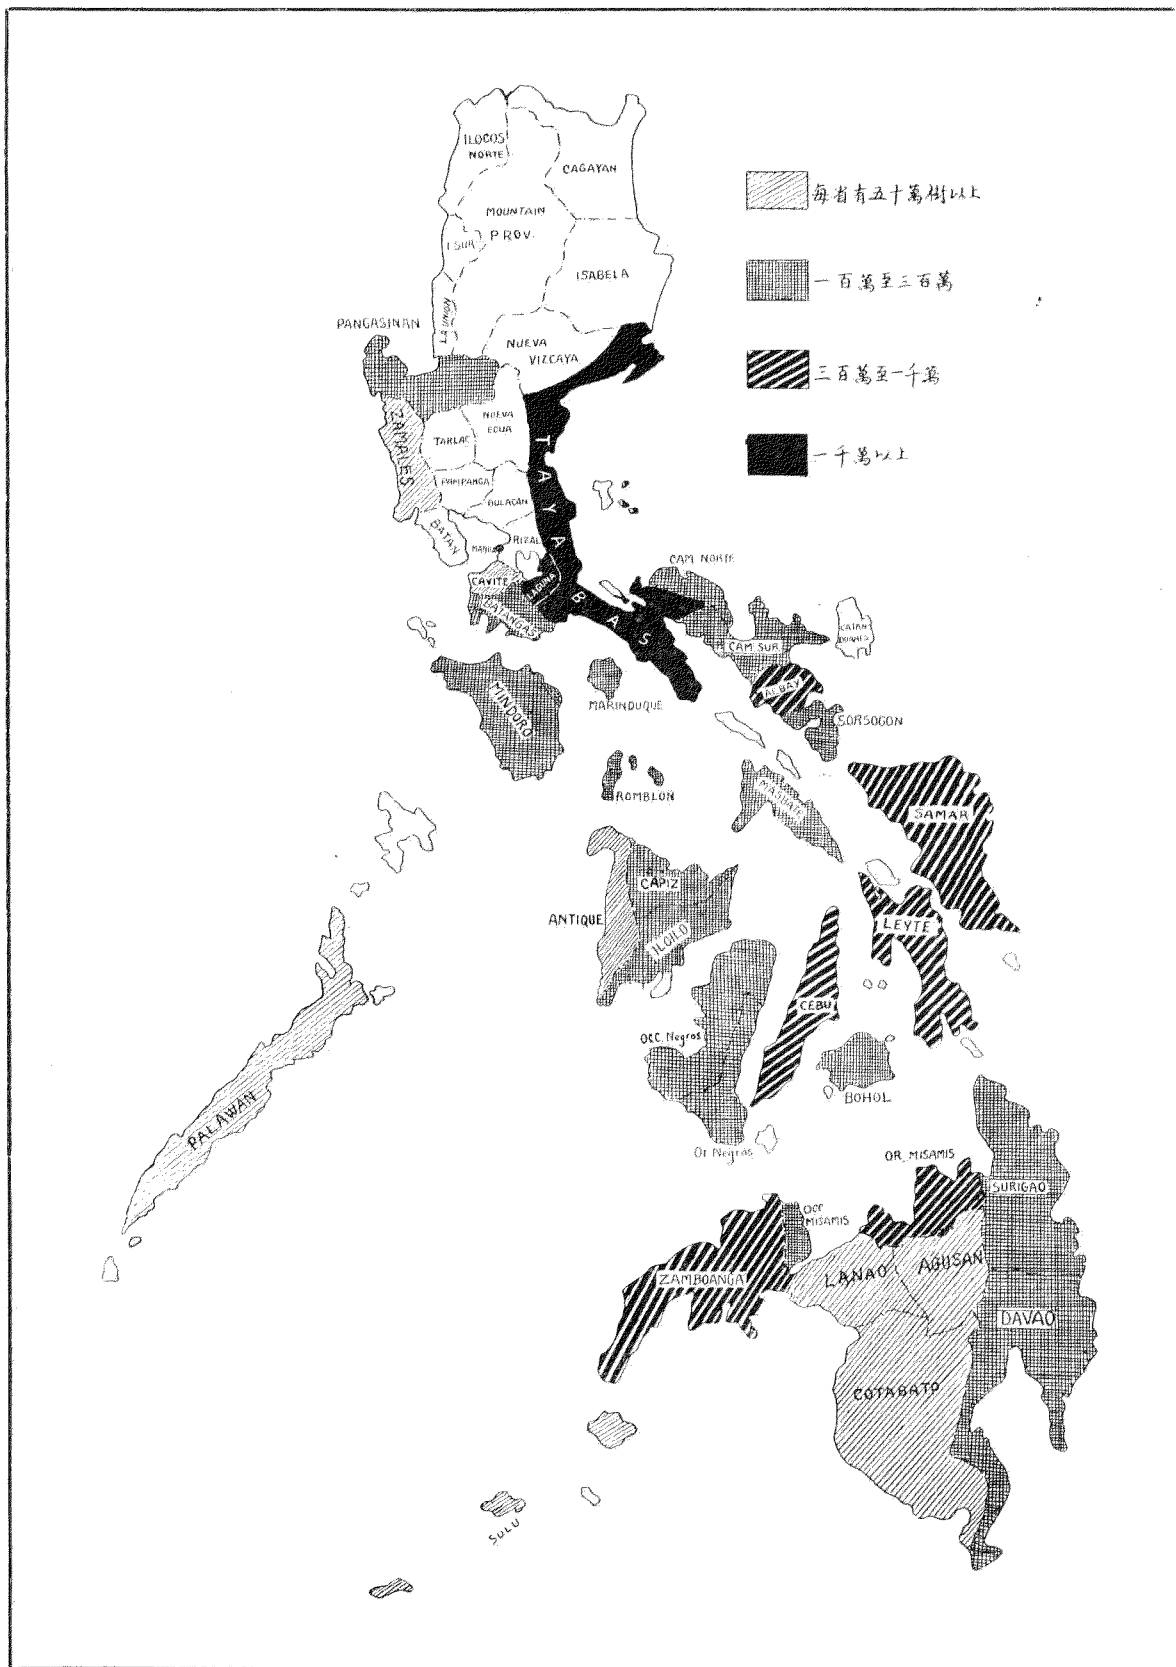 ILOCOS
NORTE
CAGAYAN
每省有五十萬樹以上
MOUNTAIN
PROV.
I SUR
ISABELA
一百萬至三百萬
LA UNION
PANGASINAN
NUEVA
VIZCAYA
三百萬至一千萬
ZAMALES
NUEVA
ECIJA
TARLAC
TAYABAS
一千萬以上
PAMPANGA
BULACAN
BATAN
RIZAL
CAM. NORTE
CAVITE
LAGUNA
BATANGAS
CAM SUR
ALBAY
MINDORO
MARINDUQUE
SORSOGON
ROMBLON
MASBATE
SAMAR
CAPIZ
ANTIQUE
ILOILO
LEYTE
CEBU
OCC. Negros
BOHOL
PALAWAN
Or. Negros
OR. MISAMIS
SURIGAO
OCC
MISAMIS
ZAMBOANGA
LANAO
AGUSAN
DAVAO
COTABATO
SULU